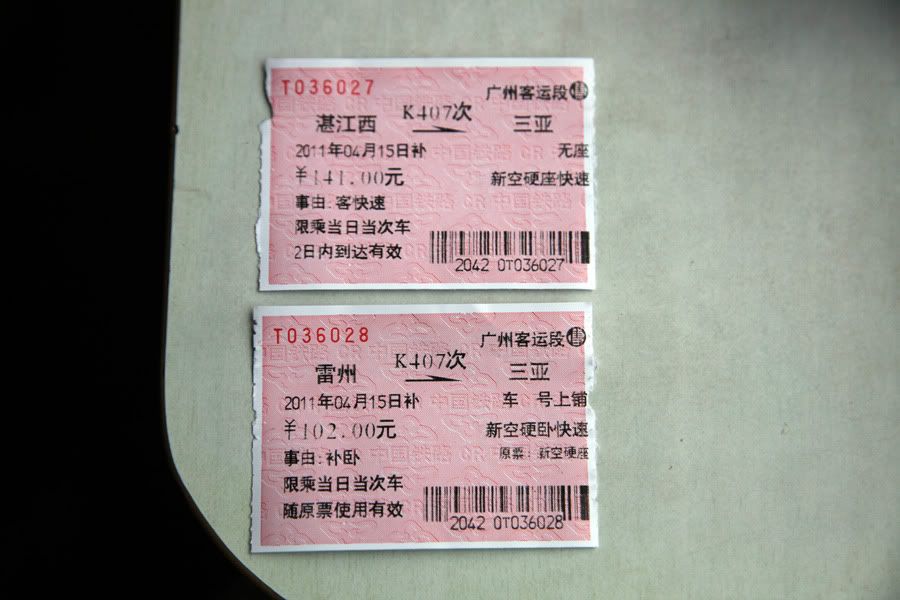 T036027 广州客运段售
K407次
湛江西 三亚
2011年04月15日补 无座
¥141.00元 新空硬座快速
事由:客快速
限乘当日当次车
2日内到达有效
2042 0T036027
T036028 广州客运段售
K407次
雷州 三亚
2011年04月15日补 车 号上铺
¥102.00元 新空硬卧快速
事由:补卧 原票:新空硬座
限乘当日当次车
随原票使用有效
2042 0T036028